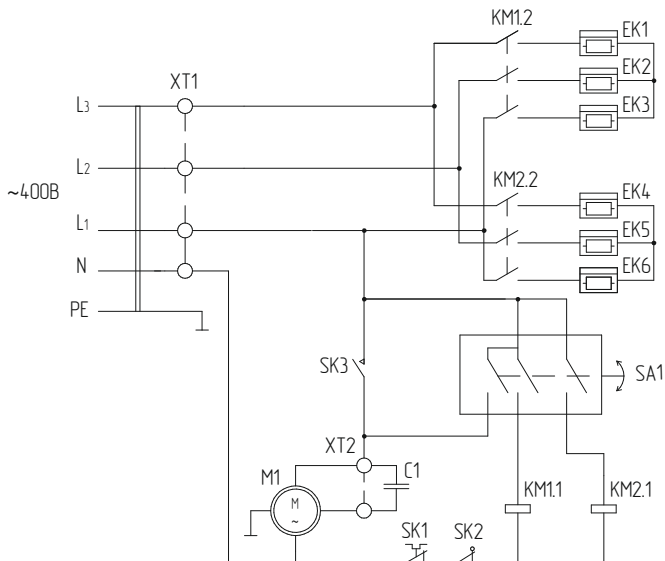 KM1.2
EK1
EK2
EK3
XT1
L3
L2
~400В
L1
N
PE
KM2.2
EK4
EK5
EK6
SK3
SA1
XT2
C1
M1
M
~
KM1.1
KM2.1
SK1
SK2